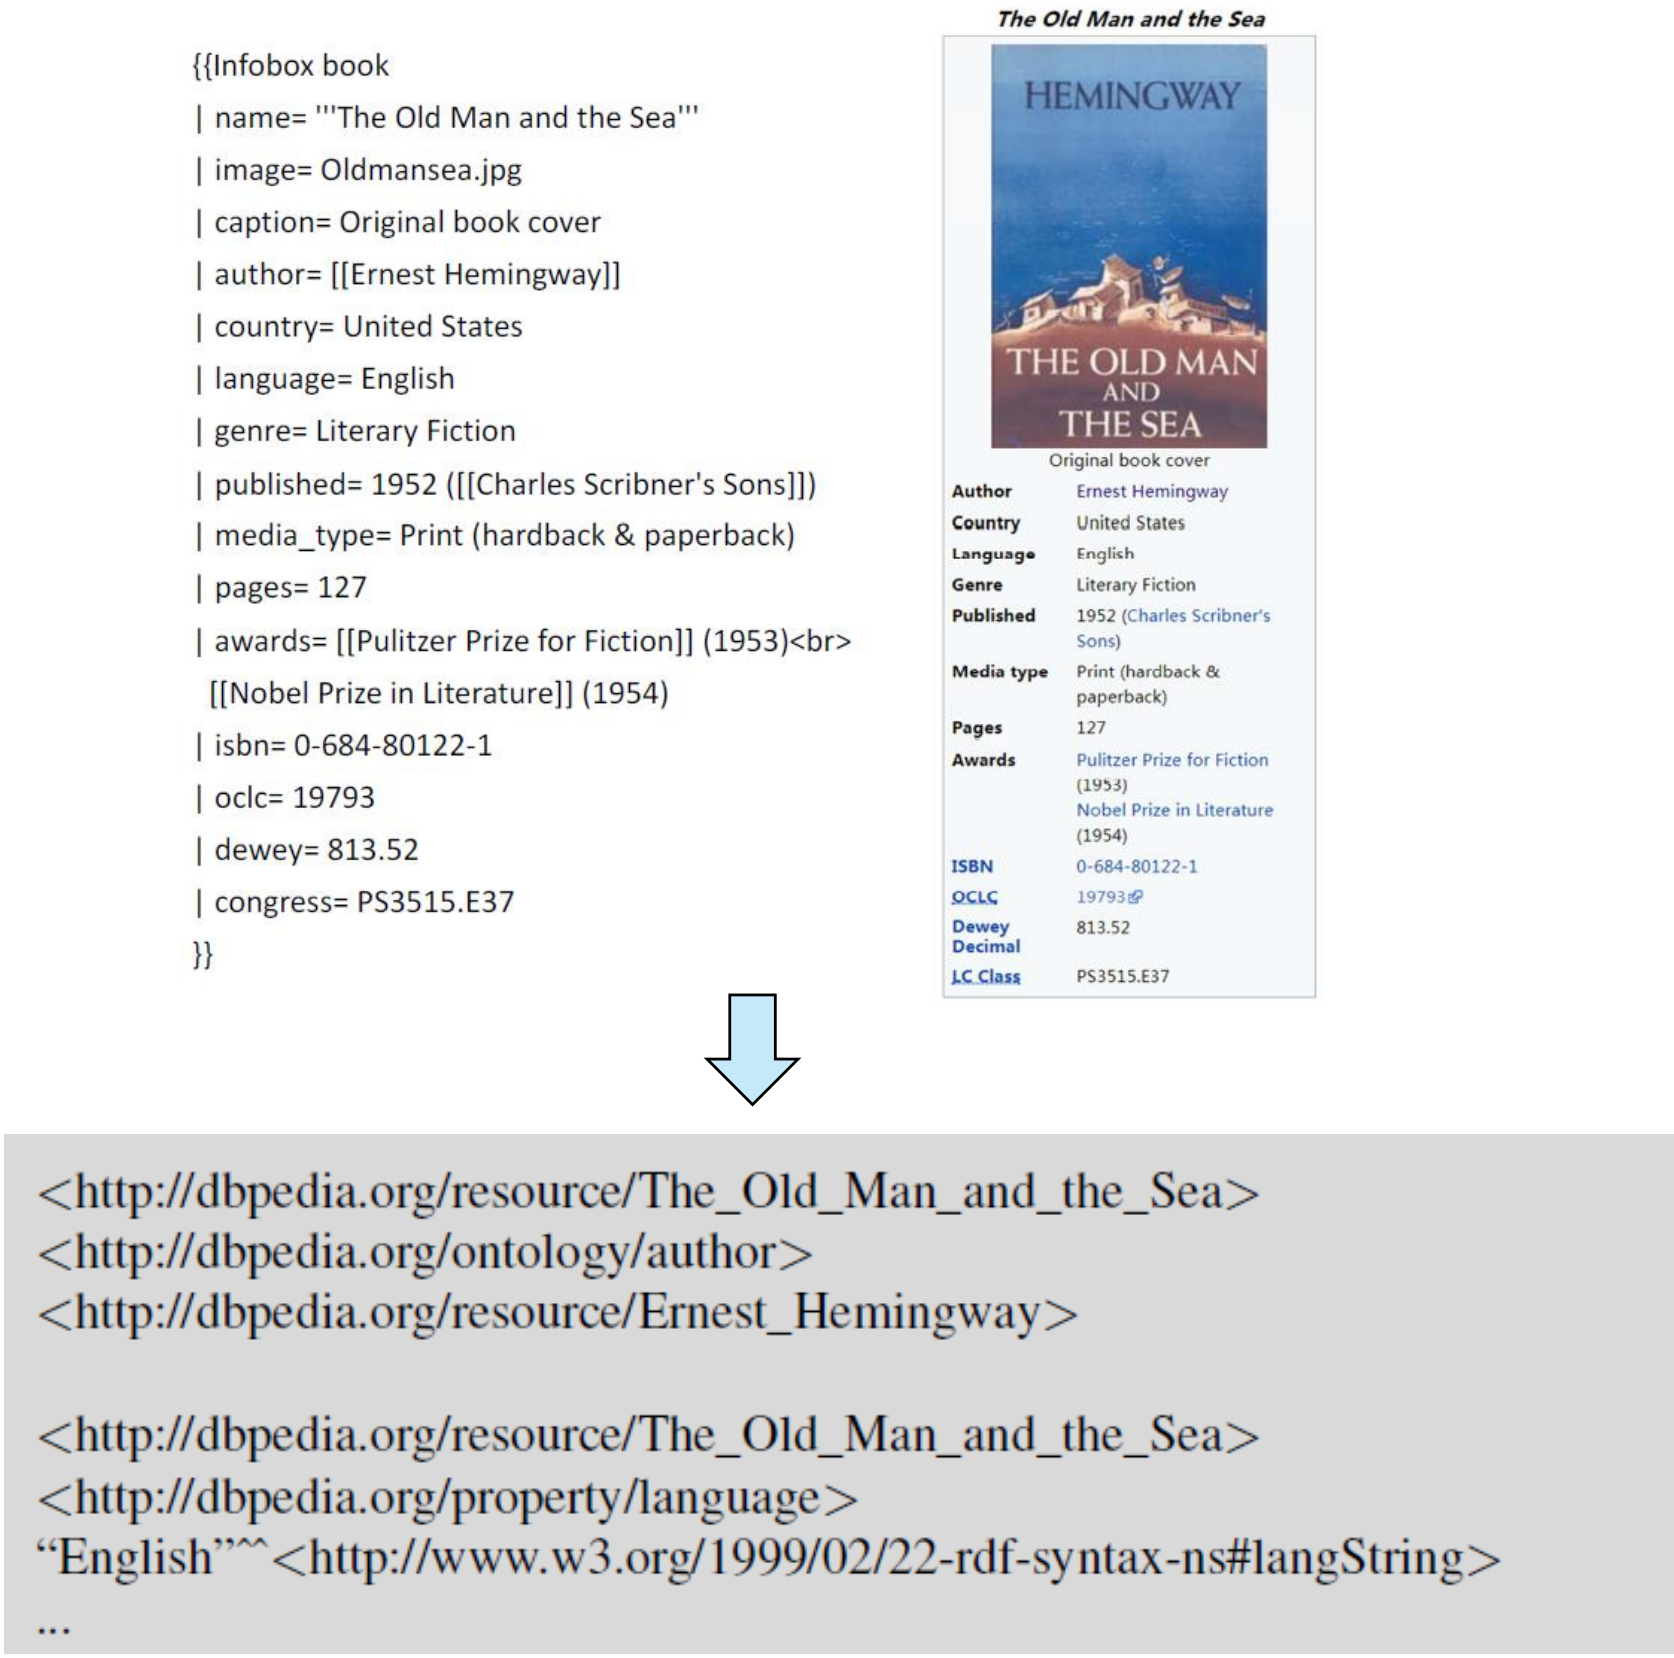 {{Infobox book
| name= '''The Old Man and the Sea'''
| image= Oldmansea.jpg
| caption= Original book cover
| author= [[Ernest Hemingway]]
| country= United States
| language= English
| genre= Literary Fiction
| published= 1952 ([[Charles Scribner's Sons]])
| media_type= Print (hardback & paperback)
| pages= 127
| awards= [[Pulitzer Prize for Fiction]] (1953)<br>
[[Nobel Prize in Literature]] (1954)
| isbn= 0-684-80122-1
| oclc= 19793
| dewey= 813.52
| congress= PS3515.E37
}}
The Old Man and the Sea
HEMINGWAY
THE OLD MAN
AND
THE SEA
Original book cover
Author Ernest Hemingway
Country United States
Language English
Genre Literary Fiction
Published 1952 (Charles Scribner's
Sons)
Media type Print (hardback &
paperback)
Pages 127
Awards Pulitzer Prize for Fiction
(1953)
Nobel Prize in Literature
(1954)
ISBN 0-684-80122-1
OCLC 19793
Dewey 813.52
Decimal
LC Class PS3515.E37
<http://dbpedia.org/resource/The_Old_Man_and_the_Sea>
<http://dbpedia.org/ontology/author>
<http://dbpedia.org/resource/Ernest_Hemingway>
<http://dbpedia.org/resource/The_Old_Man_and_the_Sea>
<http://dbpedia.org/property/language>
“English”^^<http://www.w3.org/1999/02/22-rdf-syntax-ns#langString>
...